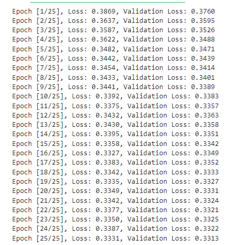 Epoch [1/25], Loss: 0.3869, Validation Loss: 0.3760
Epoch [2/25], Loss: 0.3637, Validation Loss: 0.3595
Epoch [3/25], Loss: 0.3587, Validation Loss: 0.3526
Epoch [4/25], Loss: 0.3622, Validation Loss: 0.3488
Epoch [5/25], Loss: 0.3482, Validation Loss: 0.3471
Epoch [6/25], Loss: 0.3442, Validation Loss: 0.3439
Epoch [7/25], Loss: 0.3454, Validation Loss: 0.3414
Epoch [8/25], Loss: 0.3433, Validation Loss: 0.3401
Epoch [9/25], Loss: 0.3441, Validation Loss: 0.3389
Epoch [10/25], Loss: 0.3392, Validation Loss: 0.3383
Epoch [11/25], Loss: 0.3375, Validation Loss: 0.3357
Epoch [12/25], Loss: 0.3432, Validation Loss: 0.3363
Epoch [13/25], Loss: 0.3430, Validation Loss: 0.3358
Epoch [14/25], Loss: 0.3395, Validation Loss: 0.3351
Epoch [15/25], Loss: 0.3358, Validation Loss: 0.3342
Epoch [16/25], Loss: 0.3327, Validation Loss: 0.3349
Epoch [17/25], Loss: 0.3383, Validation Loss: 0.3352
Epoch [18/25], Loss: 0.3342, Validation Loss: 0.3333
Epoch [19/25], Loss: 0.3335, Validation Loss: 0.3327
Epoch [20/25], Loss: 0.3349, Validation Loss: 0.3331
Epoch [21/25], Loss: 0.3342, Validation Loss: 0.3324
Epoch [22/25], Loss: 0.3377, Validation Loss: 0.3321
Epoch [23/25], Loss: 0.3350, Validation Loss: 0.3325
Epoch [24/25], Loss: 0.3387, Validation Loss: 0.3322
Epoch [25/25], Loss: 0.3331, Validation Loss: 0.3313